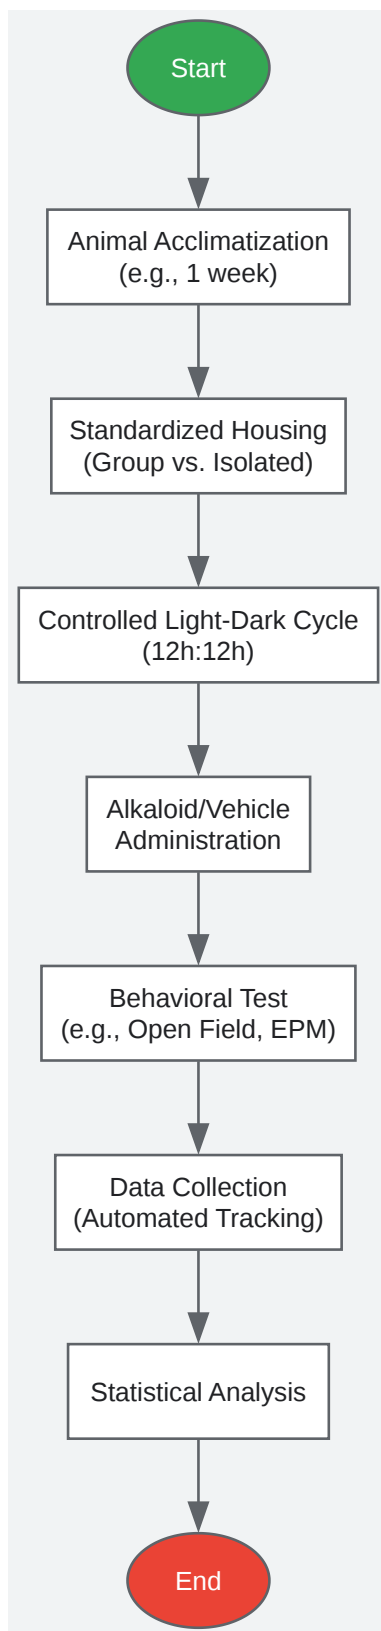 Start
Animal Acclimatization
(e.g., 1 week)
Standardized Housing
(Group vs. Isolated)
Controlled Light-Dark Cycle
(12h:12h)
Alkaloid/Vehicle
Administration
Behavioral Test
(e.g., Open Field, EPM)
Data Collection
(Automated Tracking)
Statistical Analysis
End